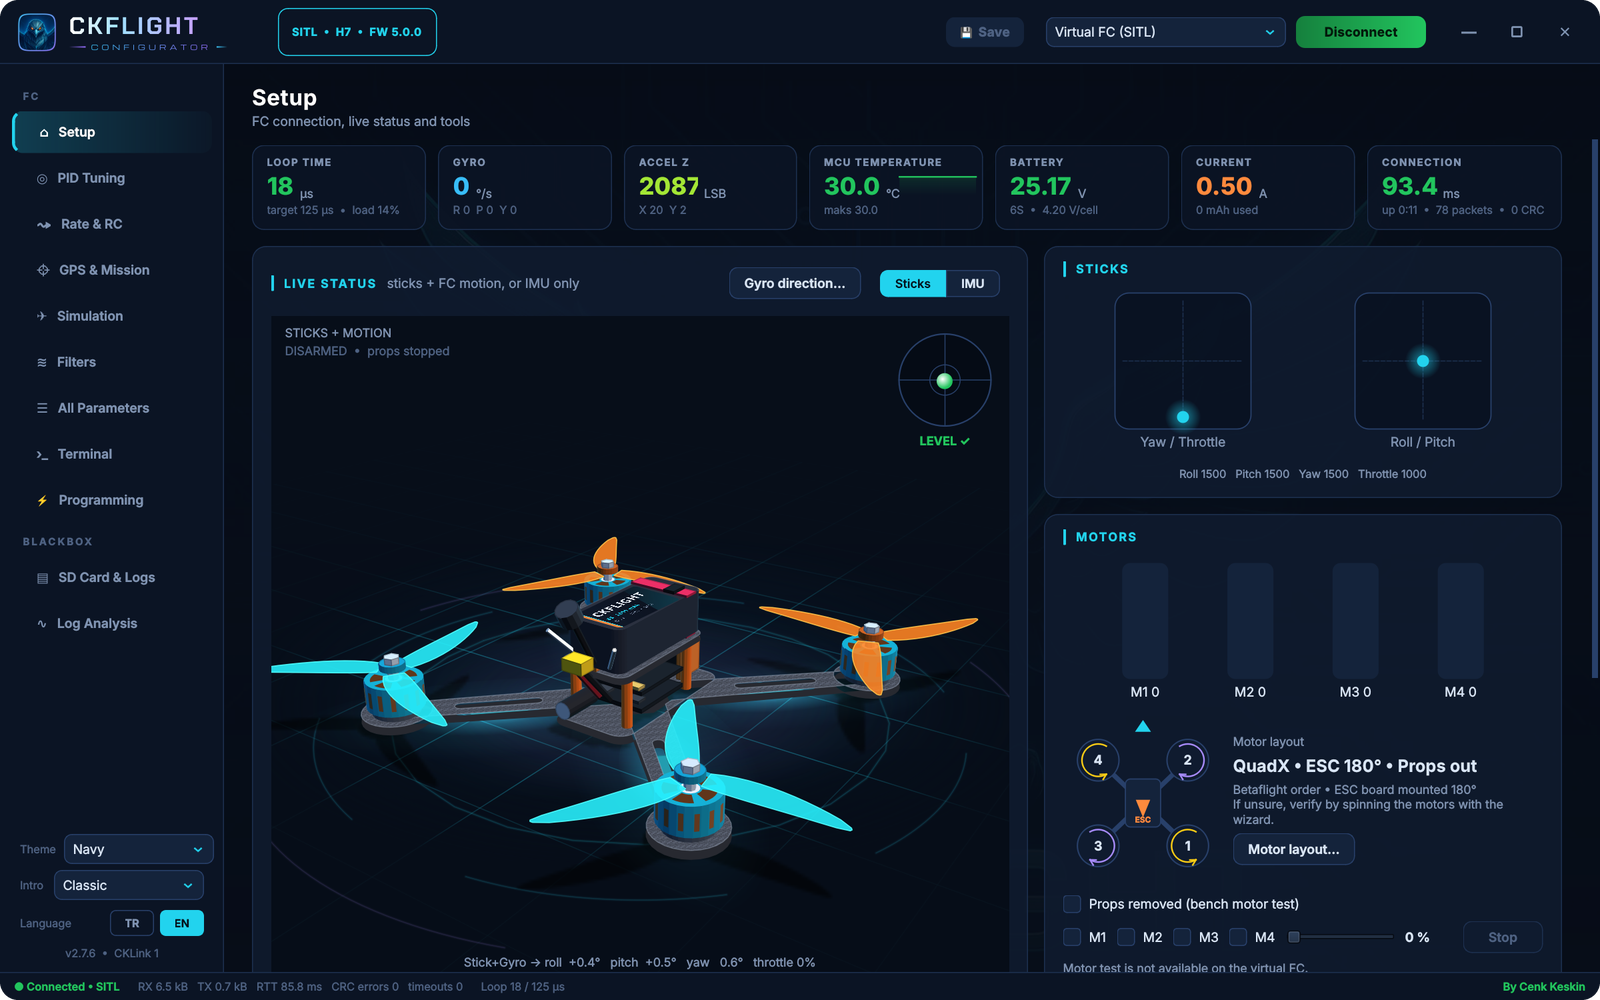 CKFLIGHT
CONFIGURATOR
SITL • H7 • FW 5.0.0
Save
Virtual FC (SITL)
Disconnect
FC
Setup
PID Tuning
Rate & RC
GPS & Mission
Simulation
Filters
All Parameters
Terminal
Programming
BLACKBOX
SD Card & Logs
Log Analysis
Theme Navy
Intro Classic
Language TR EN
v2.7.6 • CKLink 1
Setup
FC connection, live status and tools
LOOP TIME
18 µs
target 125 µs • load 14%
GYRO
0 °/s
R 0 P 0 Y 0
ACCEL Z
2087 LSB
X 20 Y 2
MCU TEMPERATURE
30.0 °C
maks 30.0
BATTERY
25.17 V
6S • 4.20 V/cell
CURRENT
0.50 A
0 mAh used
CONNECTION
93.4 ms
up 0:11 • 78 packets • 0 CRC
LIVE STATUS sticks + FC motion, or IMU only
Gyro direction...
Sticks IMU
STICKS + MOTION
DISARMED • props stopped
LEVEL ✓
CKFLIGHT
Stick+Gyro → roll +0.4° pitch +0.5° yaw 0.6° throttle 0%
STICKS
Yaw / Throttle
Roll / Pitch
Roll 1500 Pitch 1500 Yaw 1500 Throttle 1000
MOTORS
M1 0 M2 0 M3 0 M4 0
4 2
ESC
3 1
Motor layout
QuadX • ESC 180° • Props out
Betaflight order • ESC board mounted 180°
If unsure, verify by spinning the motors with the
wizard.
Motor layout...
Props removed (bench motor test)
M1 M2 M3 M4 0 % Stop
Motor test is not available on the virtual FC.
Connected • SITL RX 6.5 kB TX 0.7 kB RTT 85.8 ms CRC errors 0 timeouts 0 Loop 18 / 125 µs
By Cenk Keskin